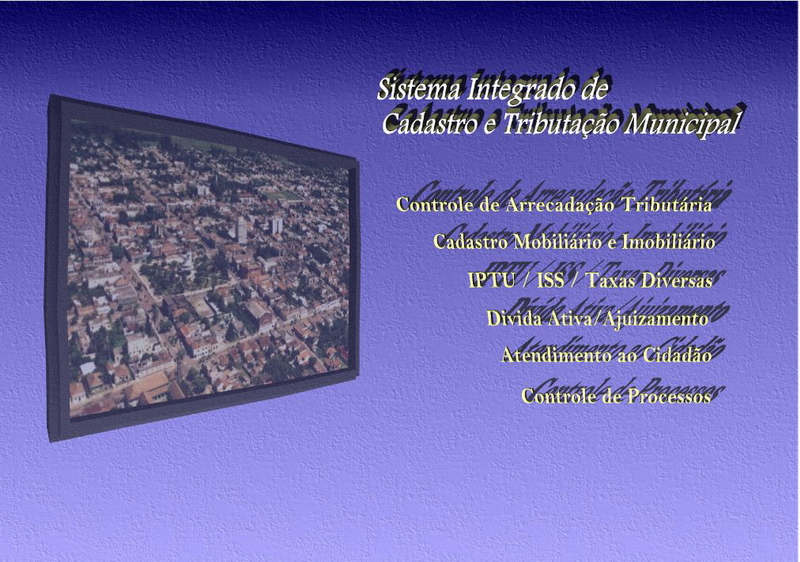 Sistema Integrado de
Cadastro e Tributação Municipal
Controle de Arrecadação Tributária
Cadastro Mobiliário e Imobiliário
IPTU / ISS / Taxas Diversas
Divida Ativa/Ajuizamento
Atendimento ao Cidadão
Controle de Processos